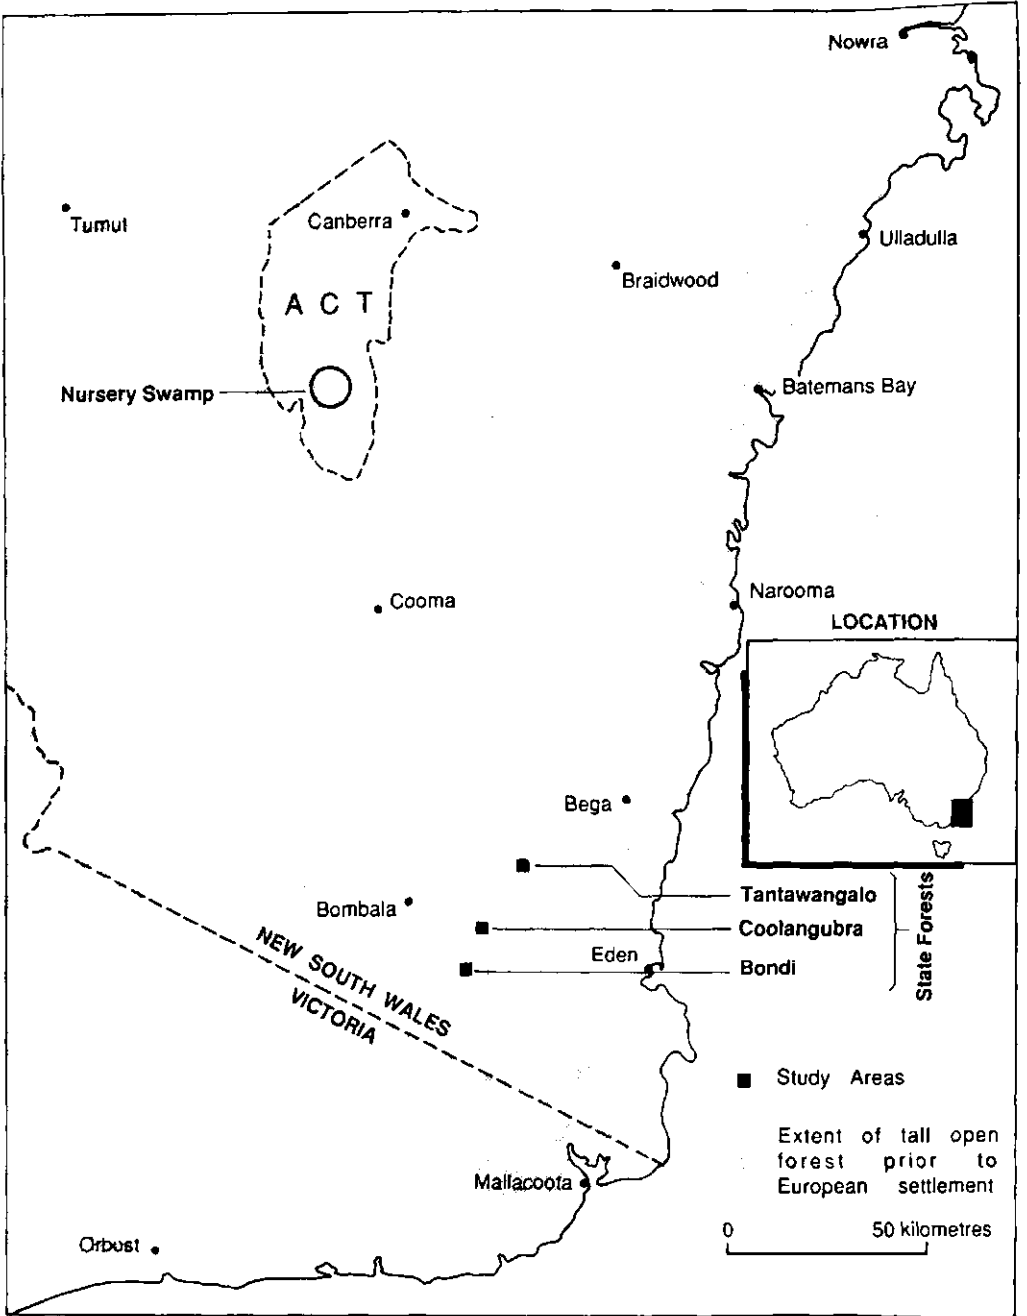 Nowra
Tumut
Canberra
Ulladulla
Braidwood
A C T
Nursery Swamp
Batemans Bay
Cooma
Narooma
LOCATION
Bega
Tantawangalo
Bombala
Coolangubra
Eden
Bondi
State Forests
NEW SOUTH WALES
VICTORIA
Study Areas
Extent of tall open
forest prior to
European settlement
Mallacoota
0 50 kilometres
Orbost